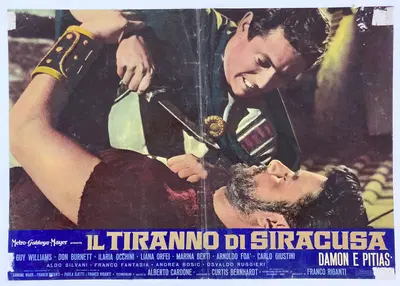 Metro-Goldwyn-Mayer presenta
IL TIRANNO DI SIRACUSA
DAMON E PITIAS
GUY WILLIAMS · DON BURNETT · ILARIA OCCHINI · LIANA ORFEI · MARINA BERTI · ARNOLDO FOA' · CARLO GIUSTINI
ALDO SILVANI · FRANCO FANTASIA · ANDREA BOSIC · OSVALDO RUGGIERI
ALBERTO CARDONE
CURTIS BERNHARDT
FRANCO RIGANTI